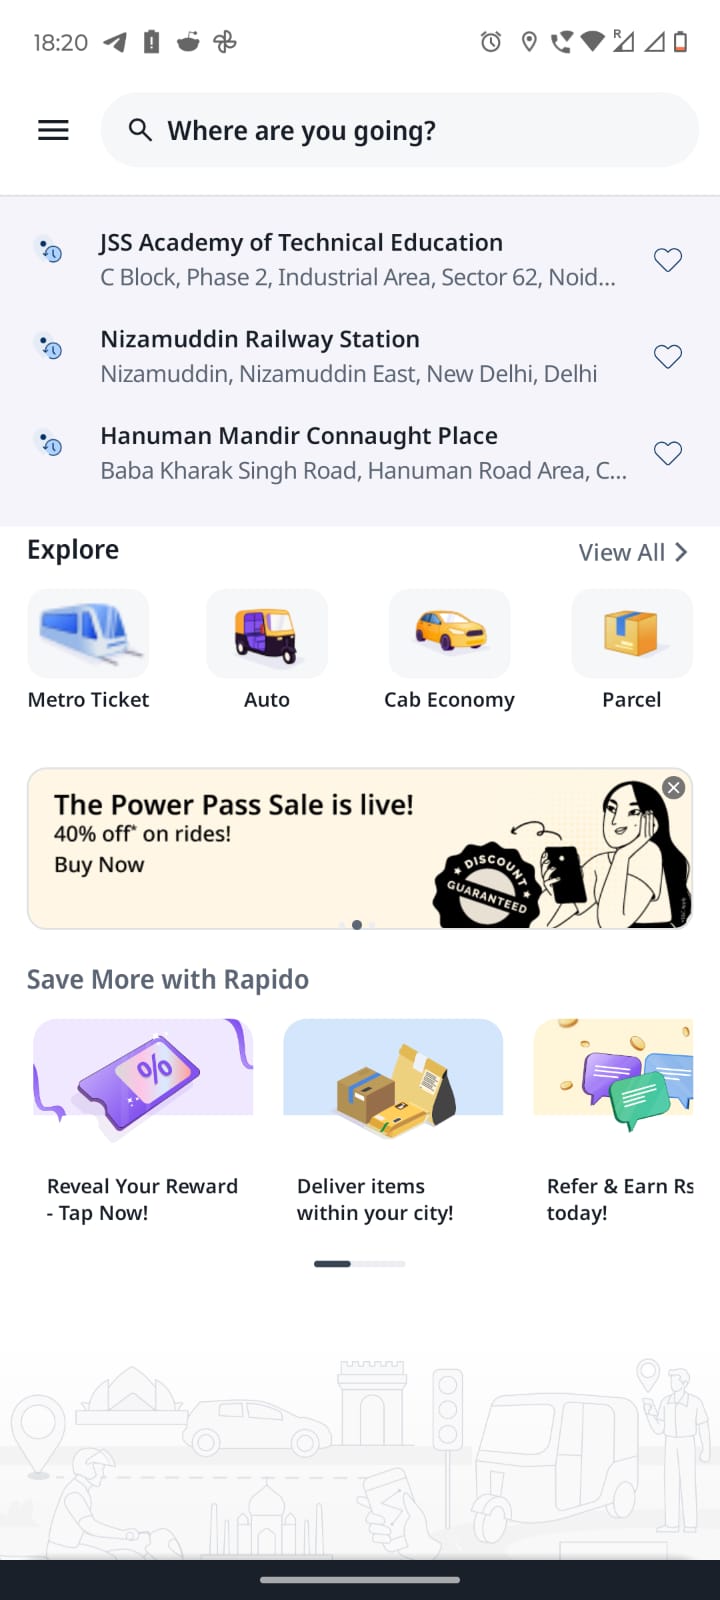 18:20
R
Where are you going?
JSS Academy of Technical Education
C Block, Phase 2, Industrial Area, Sector 62, Noid...
Nizamuddin Railway Station
Nizamuddin, Nizamuddin East, New Delhi, Delhi
Hanuman Mandir Connaught Place
Baba Kharak Singh Road, Hanuman Road Area, C...
Explore
View All
Metro Ticket
Auto
Cab Economy
Parcel
The Power Pass Sale is live!
40% off* on rides!
Buy Now
DISCOUNT
GUARANTEED
Save More with Rapido
%
Reveal Your Reward
- Tap Now!
Deliver items
within your city!
Refer & Earn Rs
today!